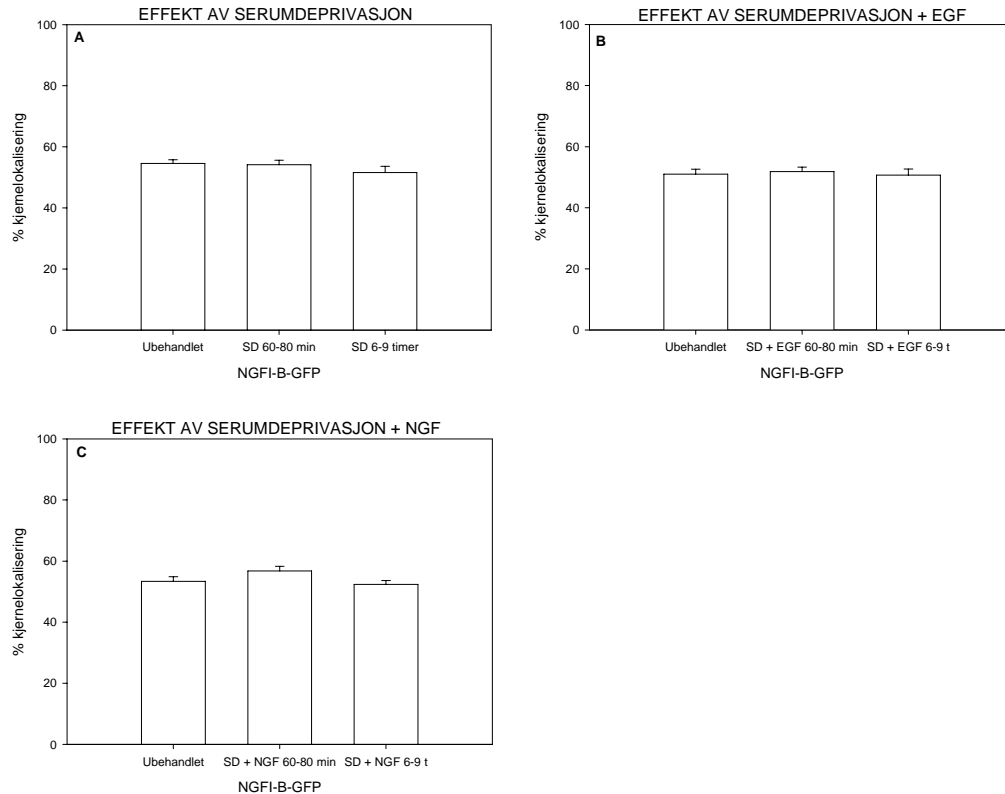 EFFEKT AV SERUMDEPRIVASJON
A
100
80
60
40
20
0
% kjernelokalisering
Ubehandlet SD 60-80 min SD 6-9 timer
NGFI-B-GFP
EFFEKT AV SERUMDEPRIVASJON + EGF
B
100
80
60
40
20
0
% kjernelokalisering
Ubehandlet SD + EGF 60-80 min SD + EGF 6-9 t
NGFI-B-GFP
EFFEKT AV SERUMDEPRIVASJON + NGF
C
100
80
60
40
20
0
% kjernelokalisering
Ubehandlet SD + NGF 60-80 min SD + NGF 6-9 t
NGFI-B-GFP